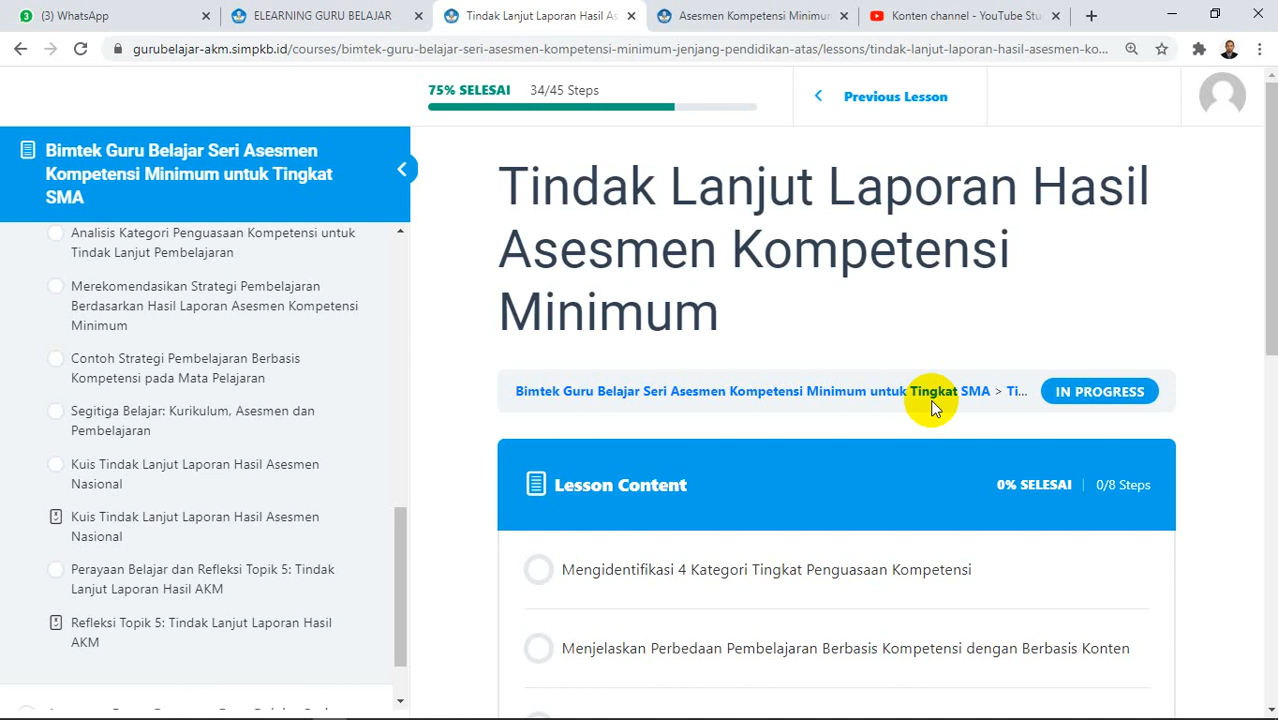 (3) WhatsApp
ELEARNING GURU BELAJAR
Tindak Lanjut Laporan Hasil As
Asesmen Kompetensi Minimum
Konten channel - YouTube Stu
gurubelajar-akm.simpkb.id/courses/bimtek-guru-belajar-seri-asesmen-kompetensi-minimum-jenjang-pendidikan-atas/lessons/tindak-lanjut-laporan-hasil-asesmen-ko...
75% SELESAI 34/45 Steps
Previous Lesson
Bimtek Guru Belajar Seri Asesmen
Kompetensi Minimum untuk Tingkat
SMA
Analisis Kategori Penguasaan Kompetensi untuk
Tindak Lanjut Pembelajaran
Merekomendasikan Strategi Pembelajaran
Berdasarkan Hasil Laporan Asesmen Kompetensi
Minimum
Contoh Strategi Pembelajaran Berbasis
Kompetensi pada Mata Pelajaran
Segitiga Belajar: Kurikulum, Asesmen dan
Pembelajaran
Kuis Tindak Lanjut Laporan Hasil Asesmen
Nasional
Kuis Tindak Lanjut Laporan Hasil Asesmen
Nasional
Perayaan Belajar dan Refleksi Topik 5: Tindak
Lanjut Laporan Hasil AKM
Refleksi Topik 5: Tindak Lanjut Laporan Hasil
AKM
Tindak Lanjut Laporan Hasil
Asesmen Kompetensi
Minimum
Bimtek Guru Belajar Seri Asesmen Kompetensi Minimum untuk Tingkat SMA > Ti...
IN PROGRESS
Lesson Content
0% SELESAI | 0/8 Steps
Mengidentifikasi 4 Kategori Tingkat Penguasaan Kompetensi
Menjelaskan Perbedaan Pembelajaran Berbasis Kompetensi dengan Berbasis Konten